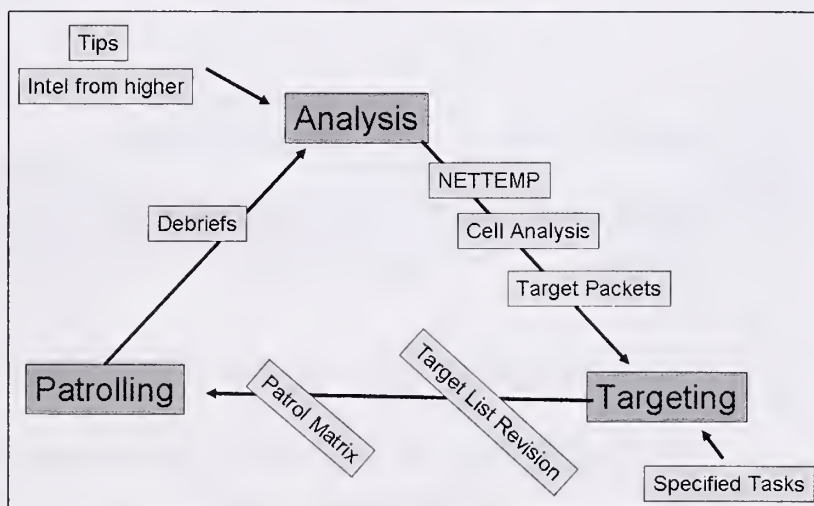 Tips
Intel from higher
Analysis
NETTEMP
Cell Analysis
Debriefs
Target Packets
Patrolling
Patrol Matrix
Target List Revision
Targeting
Specified Tasks